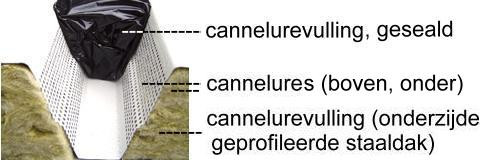 cannelurevulling, geseald
cannelures (boven, onder)
cannelurevulling (onderzijde
geprofileerde staaldak)